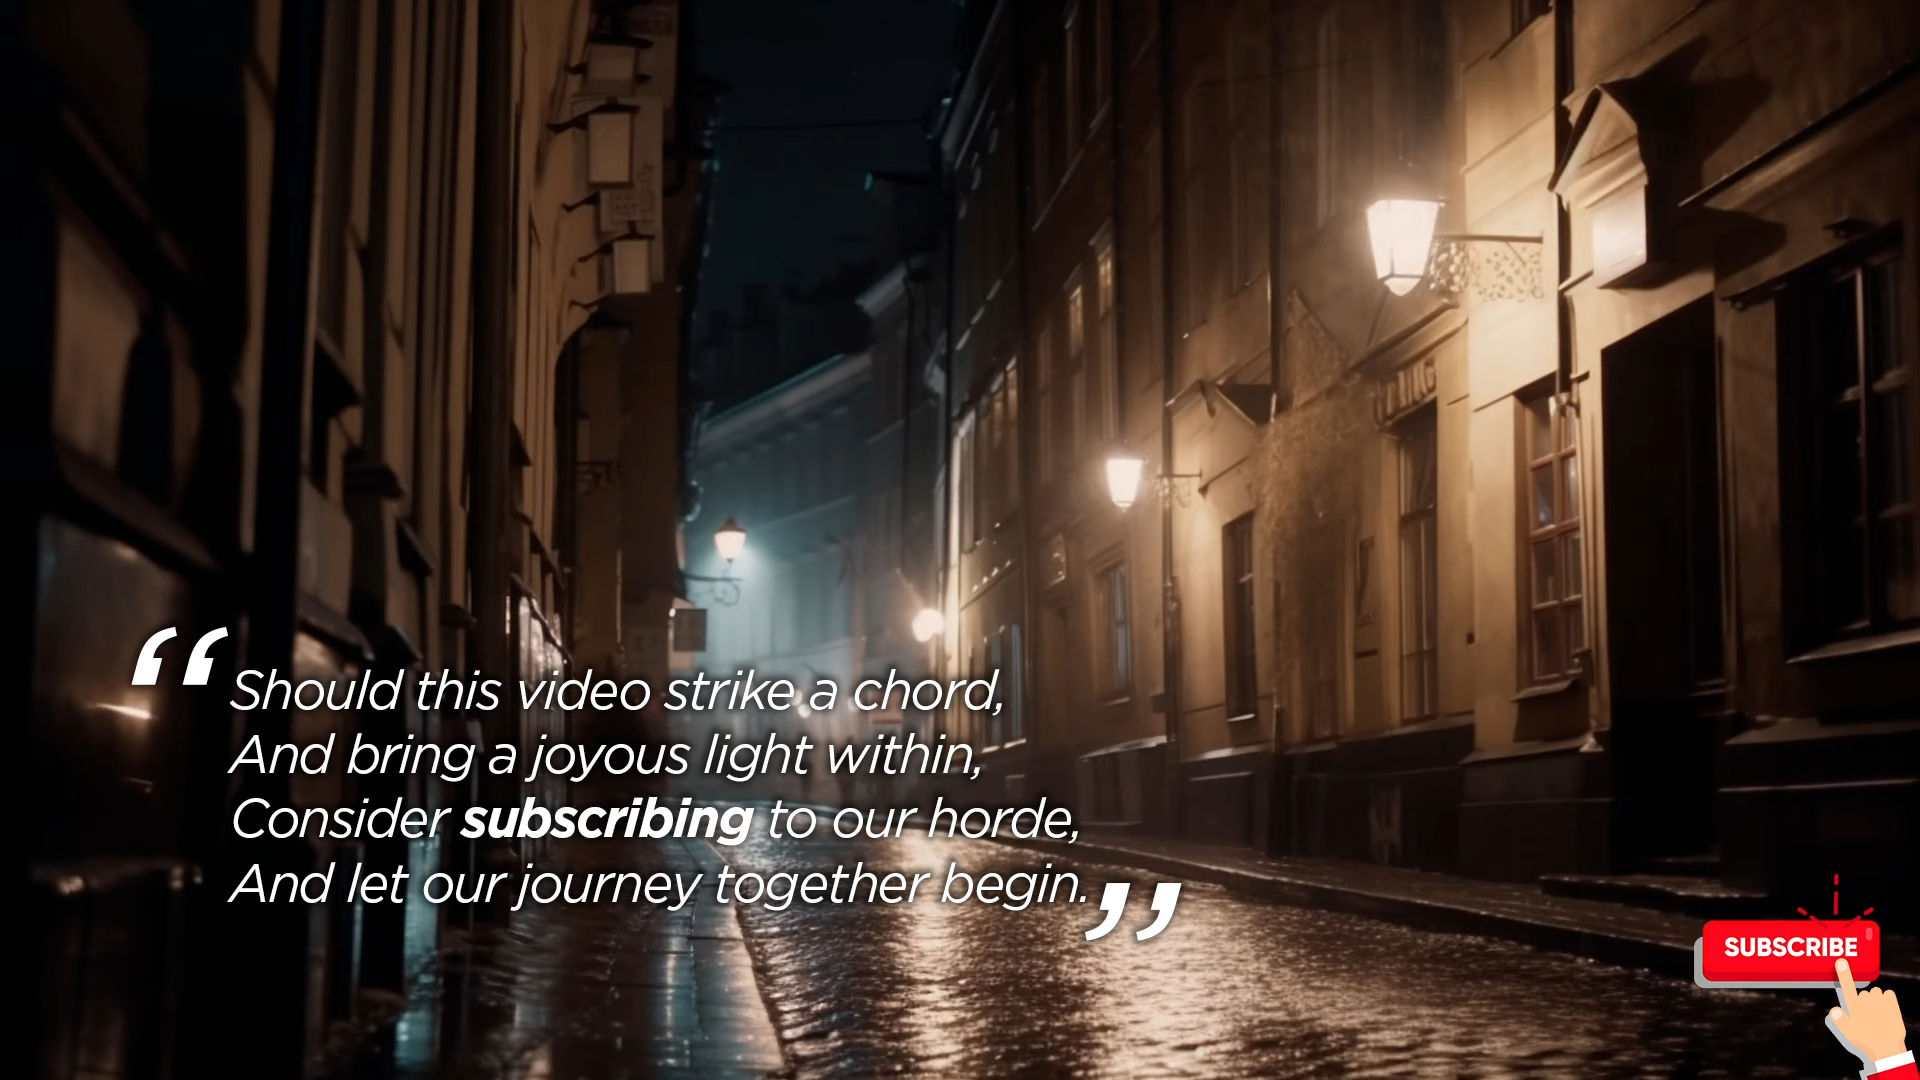 “Should this video strike a chord,
And bring a joyous light within,
Consider subscribing to our horde,
And let our journey together begin.”
SUBSCRIBE